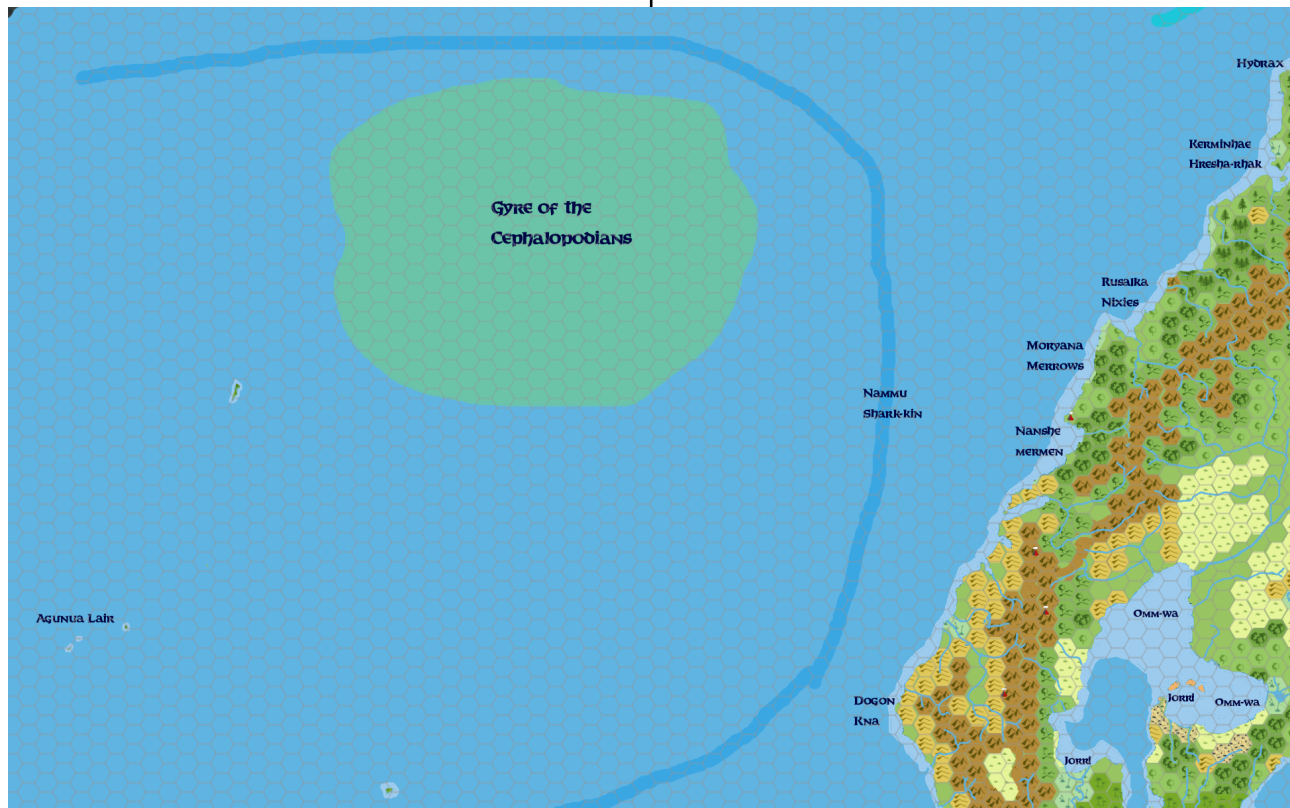 Hydrax
Kerminhae
Hresha-rhak
Gyre of the
Cephalopodians
Rusalka
Nixies
Moryana
Merrows
Nammu
Shark-kin
Nanshe
mermen
Agunua Lair
Omm-wa
Dogon
Kna
Jorri
Omm-wa
Jorri